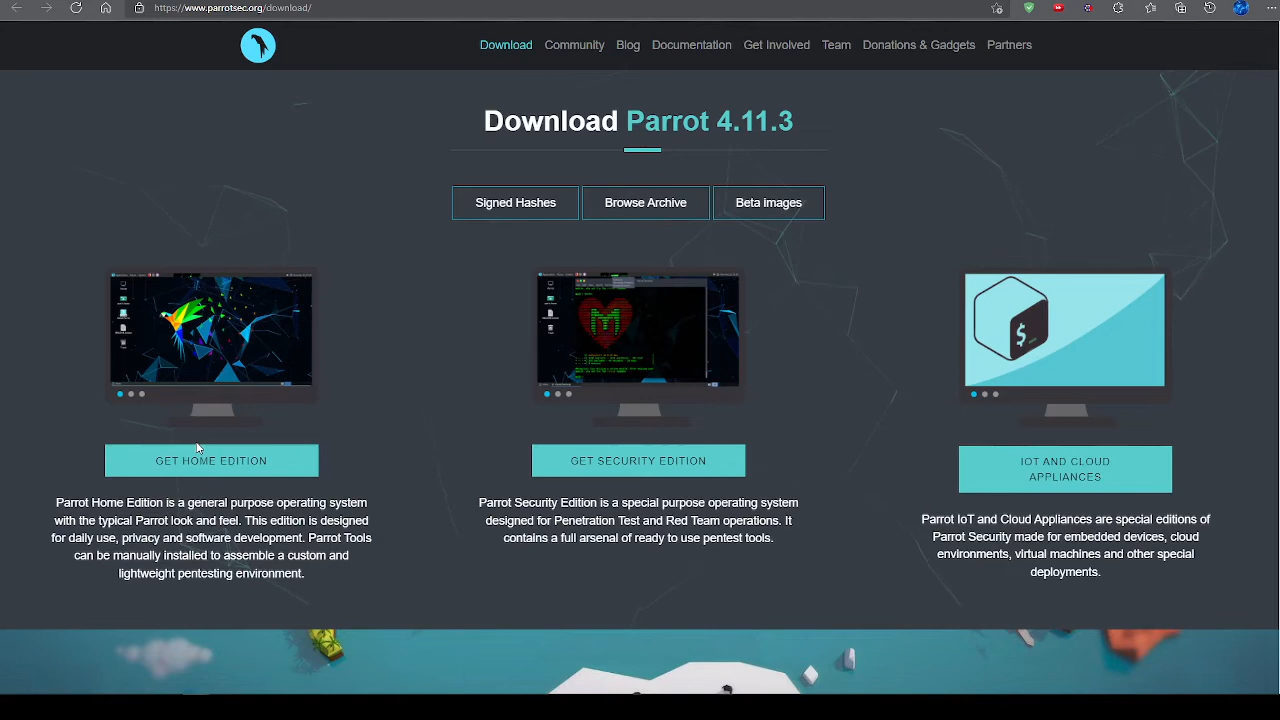 https://www.parrotsec.org/download/
Download Community Blog Documentation Get Involved Team Donations & Gadgets Partners
Download Parrot 4.11.3
Signed Hashes Browse Archive Beta images
$
GET HOME EDITION
Parrot Home Edition is a general purpose operating system
with the typical Parrot look and feel. This edition is designed
for daily use, privacy and software development. Parrot Tools
can be manually installed to assemble a custom and
lightweight pentesting environment.
GET SECURITY EDITION
Parrot Security Edition is a special purpose operating system
designed for Penetration Test and Red Team operations. It
contains a full arsenal of ready to use pentest tools.
IOT AND CLOUD
APPLIANCES
Parrot IoT and Cloud Appliances are special editions of
Parrot Security made for embedded devices, cloud
environments, virtual machines and other special
deployments.